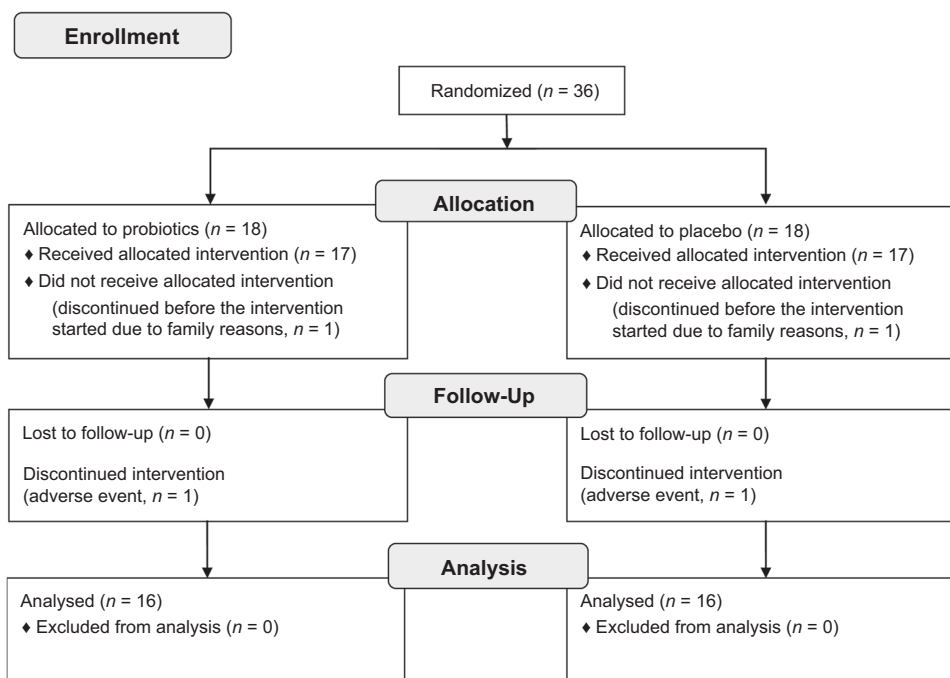 Enrollment
Randomized (n = 36)
Allocation
Allocated to probiotics (n = 18)
♦ Received allocated intervention (n = 17)
♦ Did not receive allocated intervention
(discontinued before the intervention
started due to family reasons, n = 1)
Allocated to placebo (n = 18)
♦ Received allocated intervention (n = 17)
♦ Did not receive allocated intervention
(discontinued before the intervention
started due to family reasons, n = 1)
Follow-Up
Lost to follow-up (n = 0)
Discontinued intervention
(adverse event, n = 1)
Lost to follow-up (n = 0)
Discontinued intervention
(adverse event, n = 1)
Analysis
Analysed (n = 16)
♦ Excluded from analysis (n = 0)
Analysed (n = 16)
♦ Excluded from analysis (n = 0)